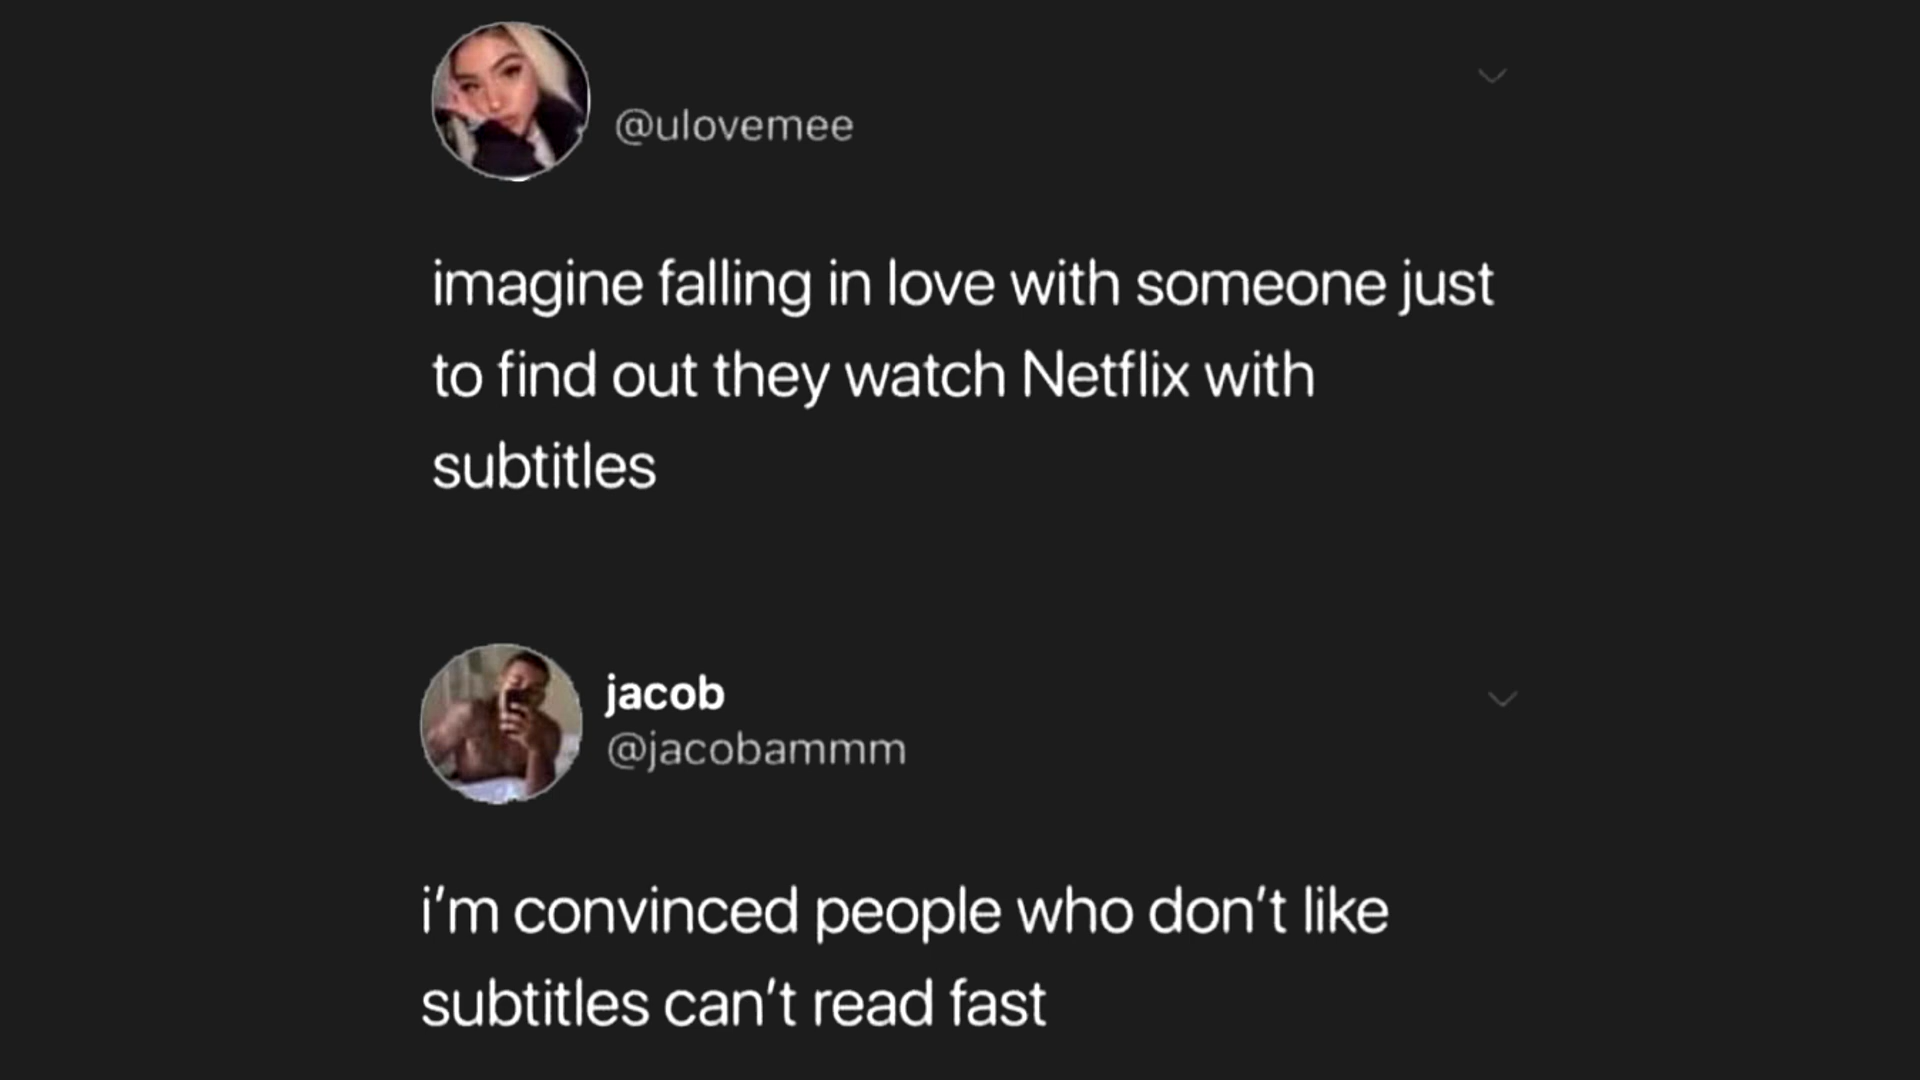 @ulovemee
imagine falling in love with someone just
to find out they watch Netflix with
subtitles
jacob
@jacobammm
i’m convinced people who don’t like
subtitles can’t read fast